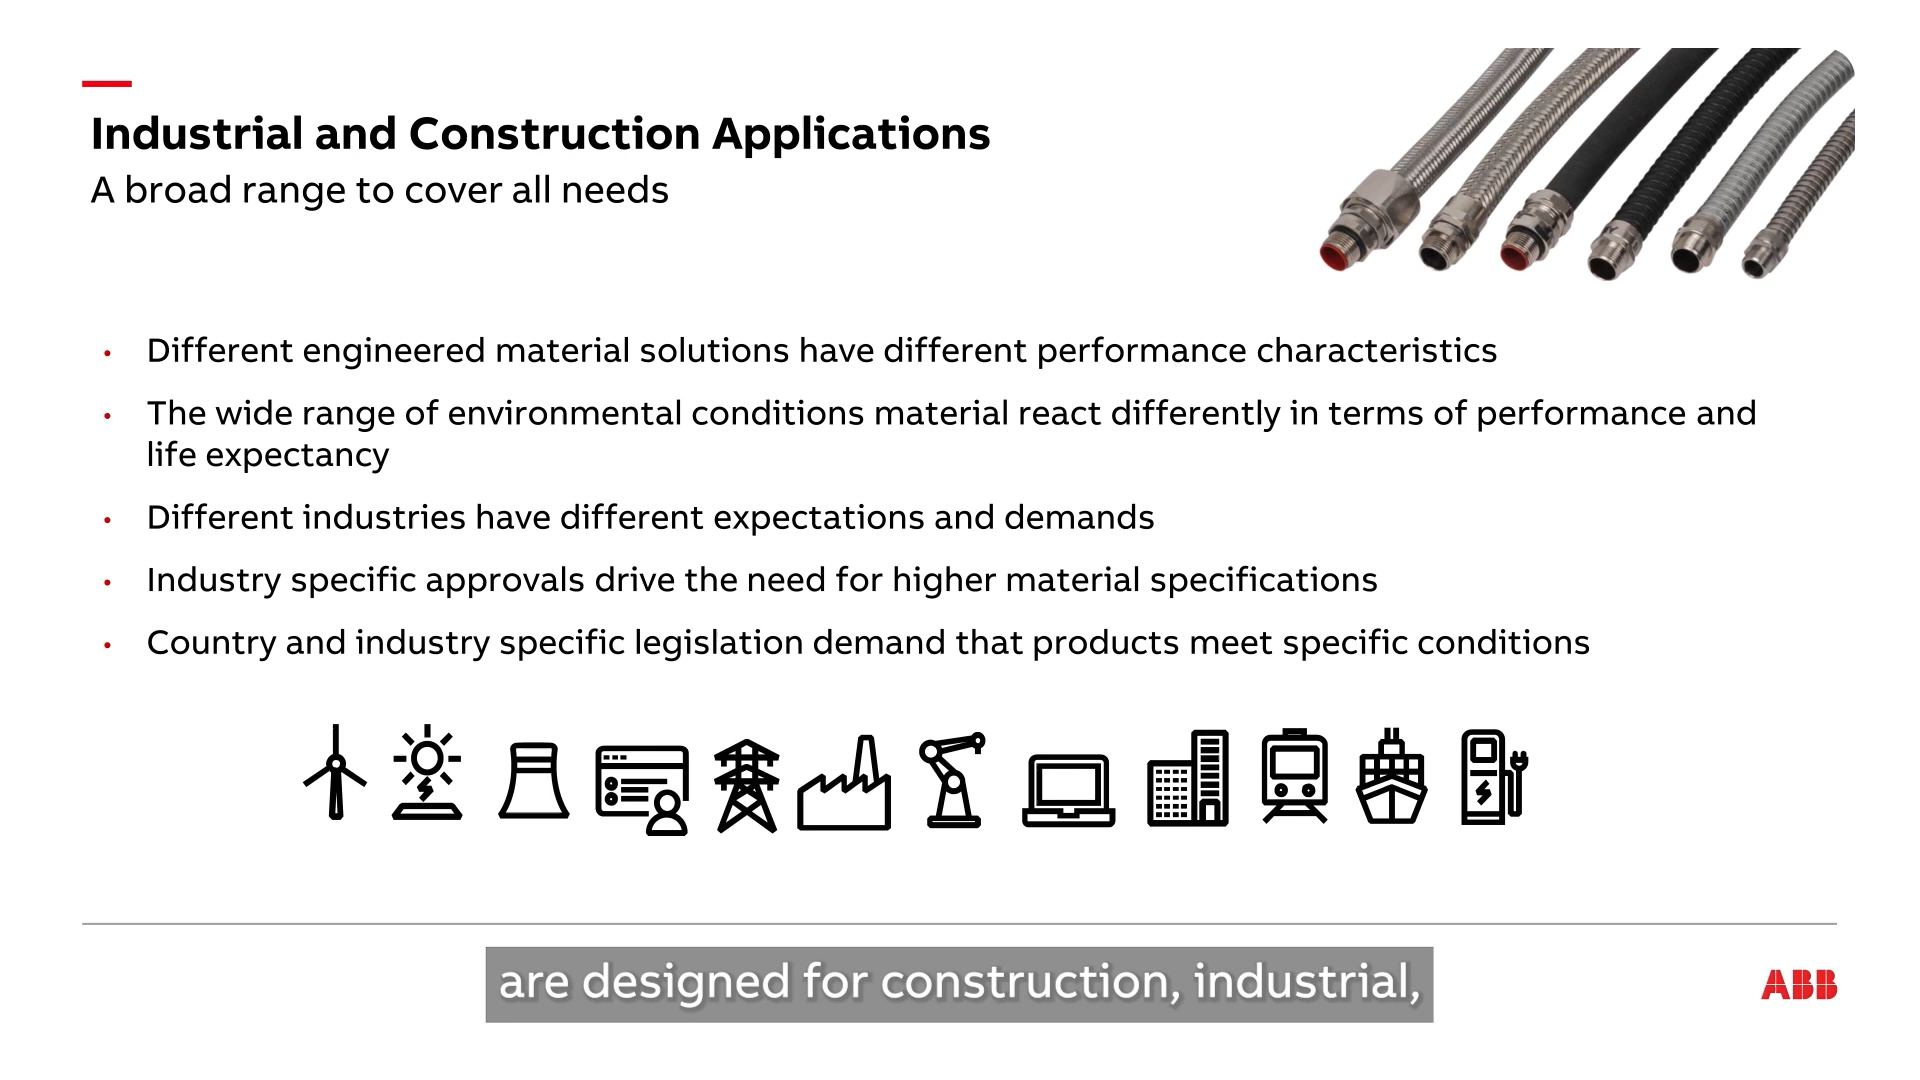 Industrial and Construction Applications
A broad range to cover all needs
• Different engineered material solutions have different performance characteristics
• The wide range of environmental conditions material react differently in terms of performance and
life expectancy
• Different industries have different expectations and demands
• Industry specific approvals drive the need for higher material specifications
• Country and industry specific legislation demand that products meet specific conditions
are designed for construction, industrial,
ABB